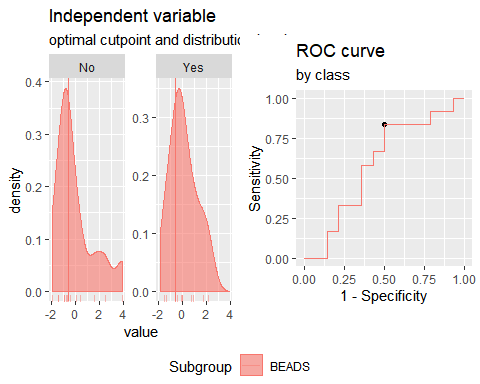 Independent variable
optimal cutpoint and distributio
No
Yes
0.4
0.3
0.2
0.1
0.0
0.3
0.2
0.1
0.0
density
-2 0 2 4
-2 0 2 4
value
ROC curve
by class
1.00
0.75
0.50
0.25
0.00
Sensitivity
0.00 0.25 0.50 0.75 1.00
1 - Specificity
Subgroup BEADS